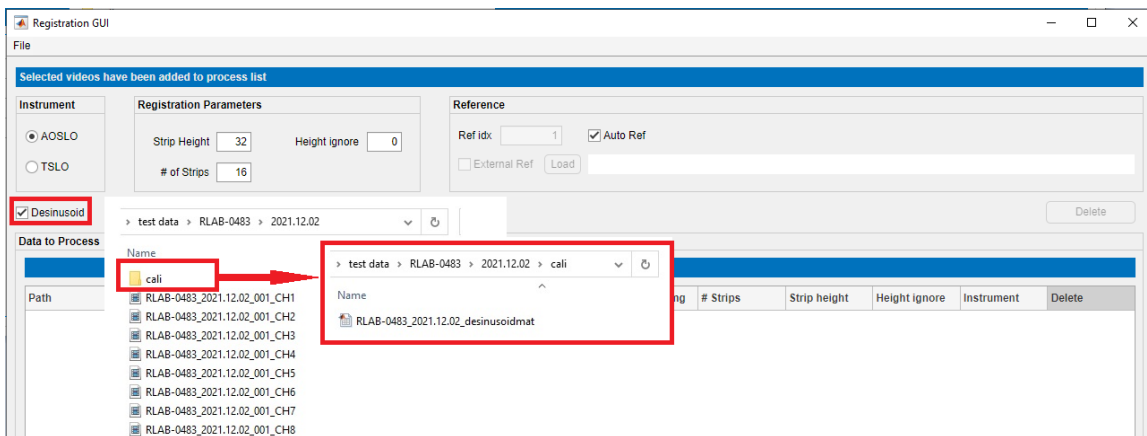 Registration GUI
File
Selected videos have been added to process list
Instrument
Registration Parameters
Reference
AOSLO
Strip Height 32 Height ignore 0
Ref idx 1 Auto Ref
TSLO
# of Strips 16
External Ref Load
Desinusoid
Delete
> test data > RLAB-0483 > 2021.12.02
Data to Process
Name
cali
> test data > RLAB-0483 > 2021.12.02 > cali
Name
RLAB-0483_2021.12.02_desinusoidmat
Path
ng # Strips Strip height Height ignore Instrument Delete
RLAB-0483_2021.12.02_001_CH1
RLAB-0483_2021.12.02_001_CH2
RLAB-0483_2021.12.02_001_CH3
RLAB-0483_2021.12.02_001_CH4
RLAB-0483_2021.12.02_001_CH5
RLAB-0483_2021.12.02_001_CH6
RLAB-0483_2021.12.02_001_CH7
RLAB-0483_2021.12.02_001_CH8